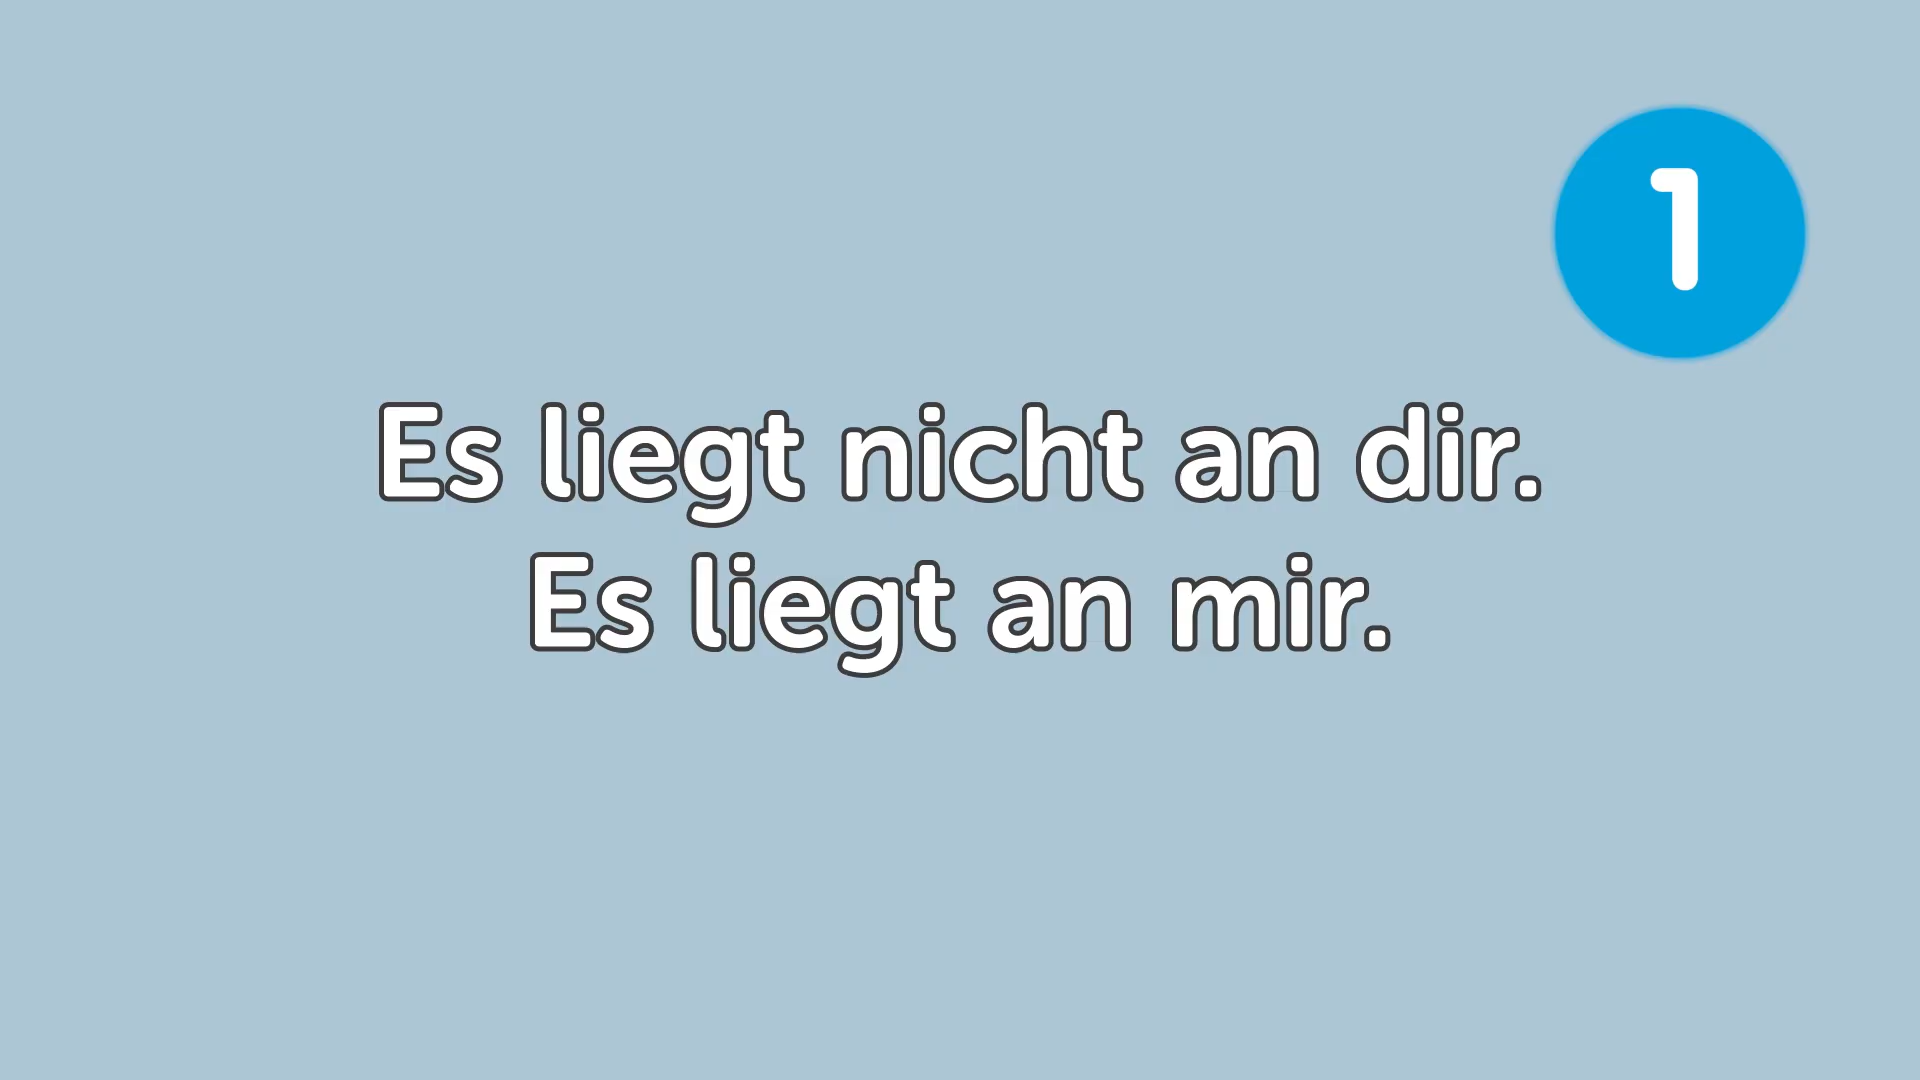 1
Es liegt nicht an dir.
Es liegt an mir.